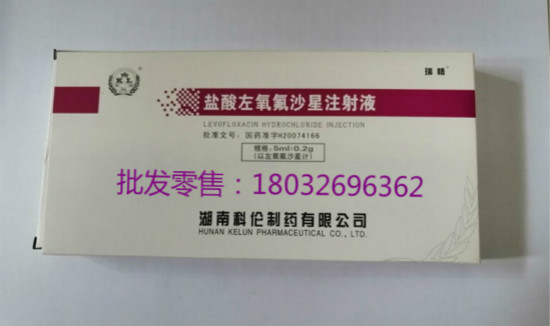 瑞格
盐酸左氧氟沙星注射液
LEVOFLOXACIN HYDROCHLORIDE INJECTION
批准文号：国药准字H20074166
规格：5ml:0.2g
(以左氧氟沙星计)
批发零售：18032696362
湖南科伦制药有限公司
HUNAN KELUN PHARMACEUTICAL CO., LTD.